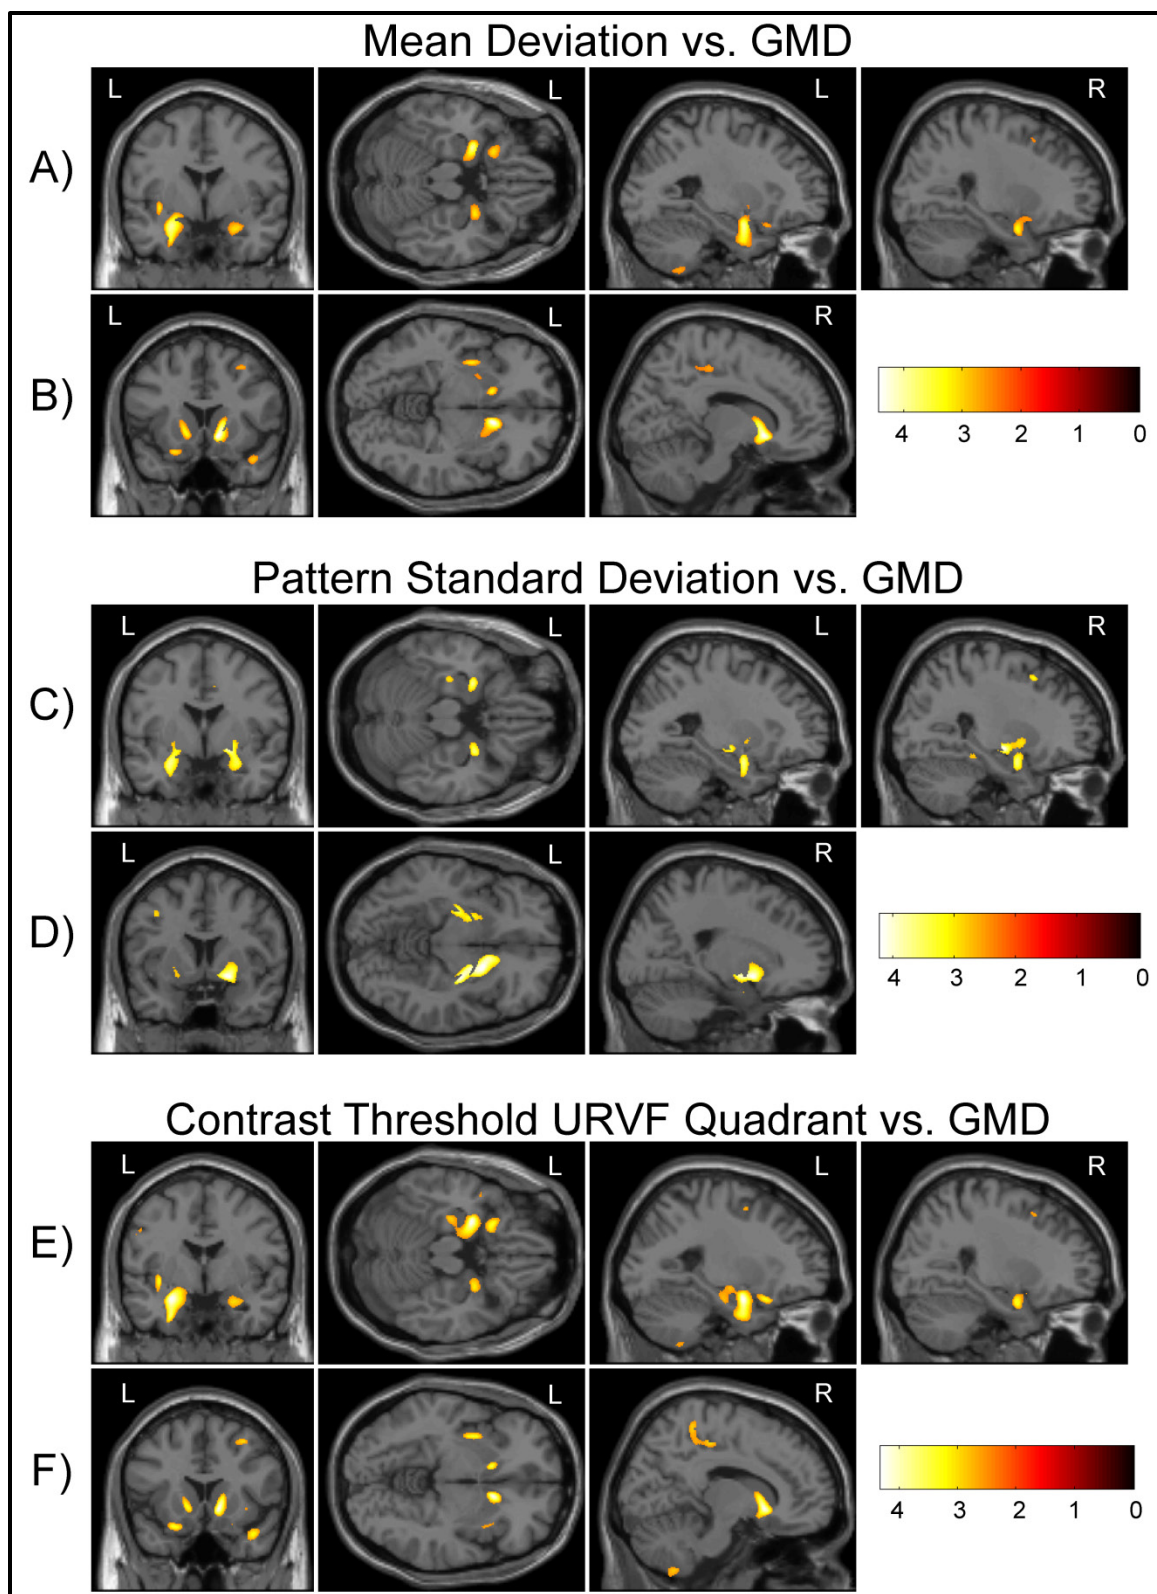 Mean Deviation vs. GMD
L L L R
A)
L L R
B)
4 3 2 1 0
Pattern Standard Deviation vs. GMD
L L L R
C)
L L R
D)
4 3 2 1 0
Contrast Threshold URVF Quadrant vs. GMD
L L L R
E)
L L R
F)
4 3 2 1 0